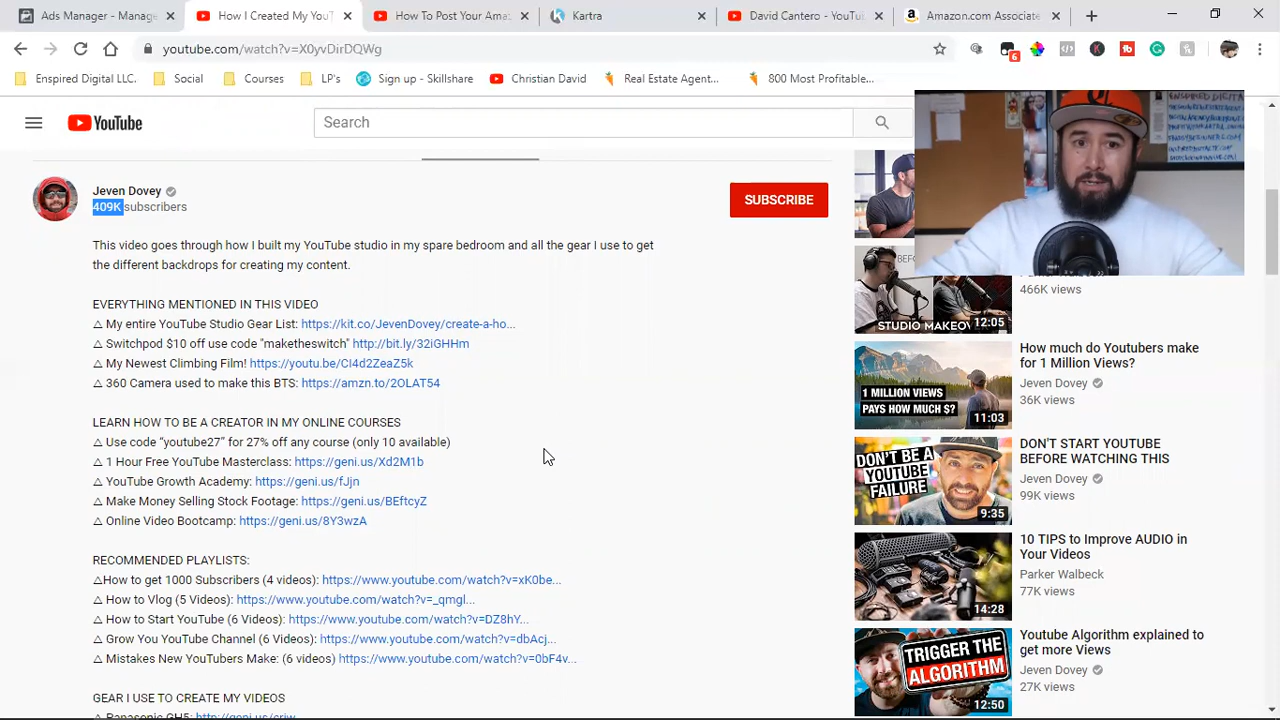 Ads Manager - Manage
How I Created My YouT
How To Post Your Ama
Kartra
David Cantero - YouTu
Amazon.com Associate
youtube.com/watch?v=X0yvDirDQWg
6
Enspired Digital LLC.
Social
Courses
LP's
Sign up - Skillshare
Christian David
Real Estate Agent...
800 Most Profitable...
YouTube
Search
Jeven Dovey
409K subscribers
SUBSCRIBE
This video goes through how I built my YouTube studio in my spare bedroom and all the gear I use to get
the different backdrops for creating my content.
EVERYTHING MENTIONED IN THIS VIDEO
△ My entire YouTube Studio Gear List: https://kit.co/JevenDovey/create-a-ho...
△ Switchpod $10 off use code "maketheswitch" http://bit.ly/32iGHHm
△ My Newest Climbing Film! https://youtu.be/CI4d2ZeaZ5k
△ 360 Camera used to make this BTS: https://amzn.to/2OLAT54
LEARN HOW TO BE A CREATOR IN MY ONLINE COURSES
△ Use code "youtube27" for 27% off any course (only 10 available)
△ 1 Hour Free YouTube Masterclass: https://geni.us/Xd2M1b
△ YouTube Growth Academy: https://geni.us/fJjn
△ Make Money Selling Stock Footage: https://geni.us/BEftcyZ
△ Online Video Bootcamp: https://geni.us/8Y3wzA
RECOMMENDED PLAYLISTS:
△How to get 1000 Subscribers (4 videos): https://www.youtube.com/watch?v=xK0be...
△ How to Vlog (5 Videos): https://www.youtube.com/watch?v=_qmgl...
△ How to Start YouTube (6 Videos): https://www.youtube.com/watch?v=DZ8hY...
△ Grow You YouTube Channel (7 Videos): https://www.youtube.com/watch?v=dbAcj...
△ Mistakes New YouTubers Make: (6 videos) https://www.youtube.com/watch?v=0bF4v...
GEAR I USE TO CREATE MY VIDEOS
△ Panasonic GH5: http://geni.us/criw
466K views
STUDIO MAKEOV
12:05
How much do Youtubers make
for 1 Million Views?
Jeven Dovey
36K views
1 MILLION VIEWS
PAYS HOW MUCH $?
11:03
DON'T START YOUTUBE
BEFORE WATCHING THIS
Jeven Dovey
99K views
DON'T BE A
YOUTUBE
FAILURE
9:35
10 TIPS to Improve AUDIO in
Your Videos
Parker Walbeck
77K views
14:28
Youtube Algorithm explained to
get more Views
Jeven Dovey
27K views
TRIGGER THE
ALGORITHM
12:50